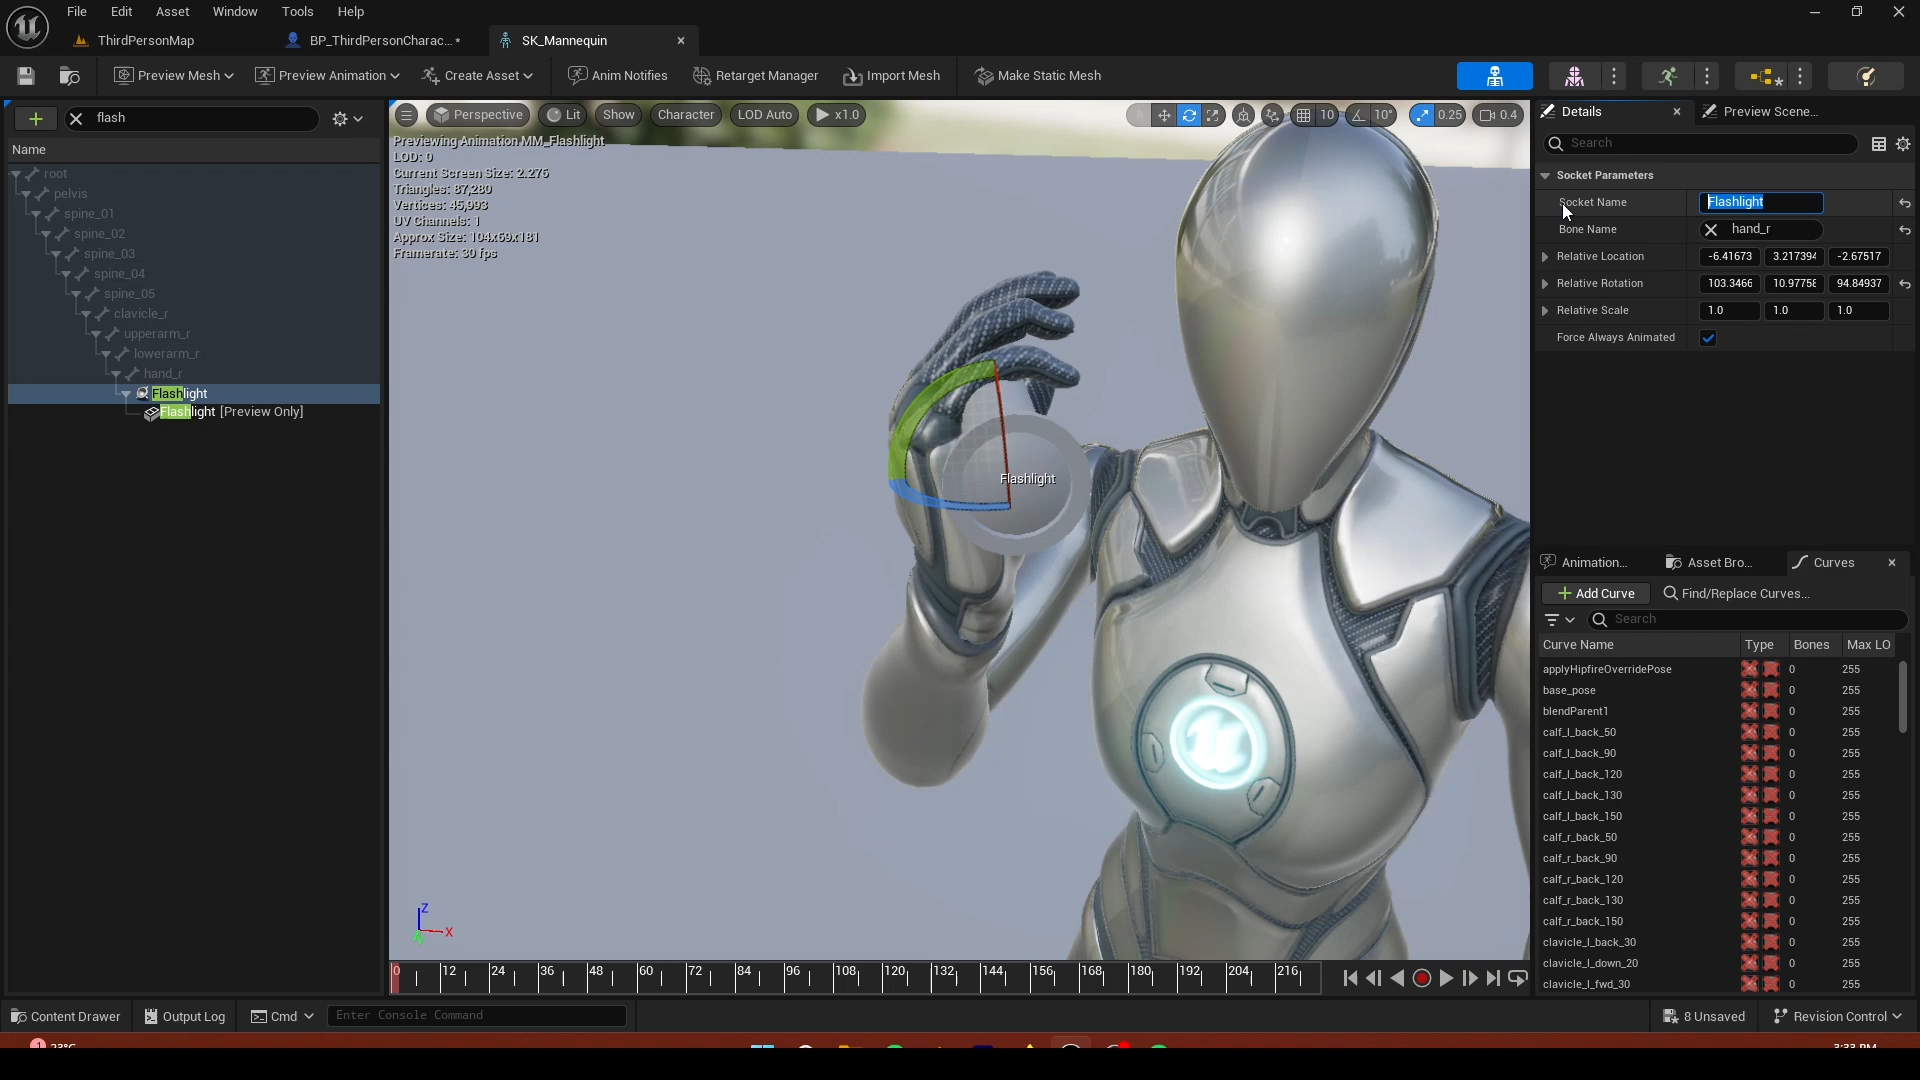 File Edit Asset Window Tools Help
ThirdPersonMap
BP_ThirdPersonCharac... *
SK_Mannequin
Preview Mesh
Preview Animation
Create Asset
Anim Notifies
Retarget Manager
Import Mesh
Make Static Mesh
flash
Name
root
pelvis
spine_01
spine_02
spine_03
spine_04
spine_05
clavicle_r
upperarm_r
lowerarm_r
hand_r
Flashlight
Flashlight [Preview Only]
Perspective Lit Show Character LOD Auto x1.0
10 10° 0.25 0.4
Previewing Animation MM_Flashlight
LOD: 0
Current Screen Size: 2.276
Triangles: 87,280
Vertices: 45,993
UV Channels: 1
Approx Size: 104x69x181
Framerate: 30 fps
Flashlight
Z
X
0 12 24 36 48 60 72 84 96 108 120 132 144 156 168 180 192 204 216
Details
Preview Scene...
Search
Socket Parameters
Socket Name Flashlight
Bone Name hand_r
Relative Location -6.41673 3.217394 -2.67517
Relative Rotation 103.3466 10.97758 94.84937
Relative Scale 1.0 1.0 1.0
Force Always Animated
Animation...
Asset Bro...
Curves
Add Curve
Find/Replace Curves...
Search
Curve Name Type Bones Max LO
applyHipfireOverridePose 0 255
base_pose 0 255
blendParent1 0 255
calf_l_back_50 0 255
calf_l_back_90 0 255
calf_l_back_120 0 255
calf_l_back_130 0 255
calf_l_back_150 0 255
calf_r_back_50 0 255
calf_r_back_90 0 255
calf_r_back_120 0 255
calf_r_back_130 0 255
calf_r_back_150 0 255
clavicle_l_back_30 0 255
clavicle_l_down_20 0 255
clavicle_l_fwd_30 0 255
Content Drawer
Output Log
Cmd
Enter Console Command
8 Unsaved
Revision Control
1 23°C
3:33 PM